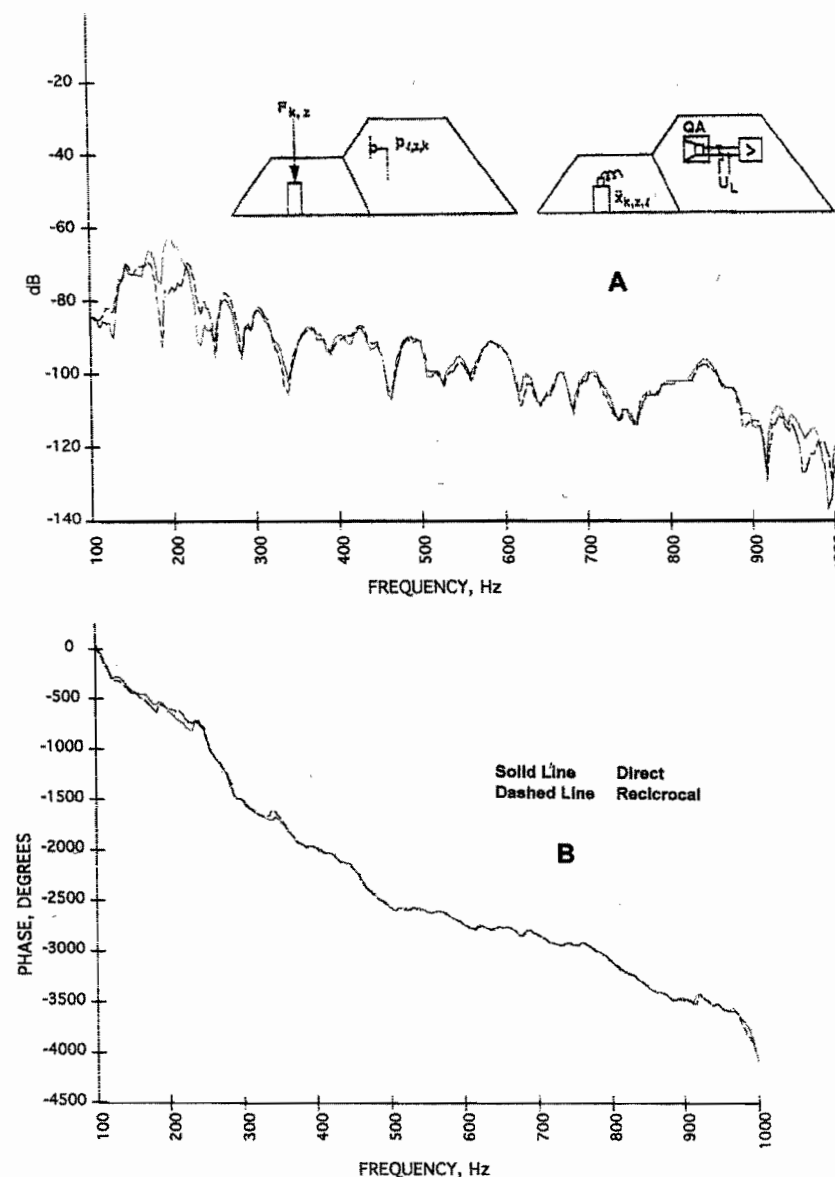 -20
-40
-60
-80
-100
-120
-140
dB
F k,z
p ℓ,z,k
QA
U L
ẍ k,z,ℓ
A
100
200
300
400
500
600
700
800
900
FREQUENCY, Hz
0
-500
-1000
-1500
-2000
-2500
-3000
-3500
-4000
-4500
PHASE, DEGREES
Solid Line Direct
Dashed Line Recicrocal
B
100
200
300
400
500
600
700
800
900
1000
FREQUENCY, Hz